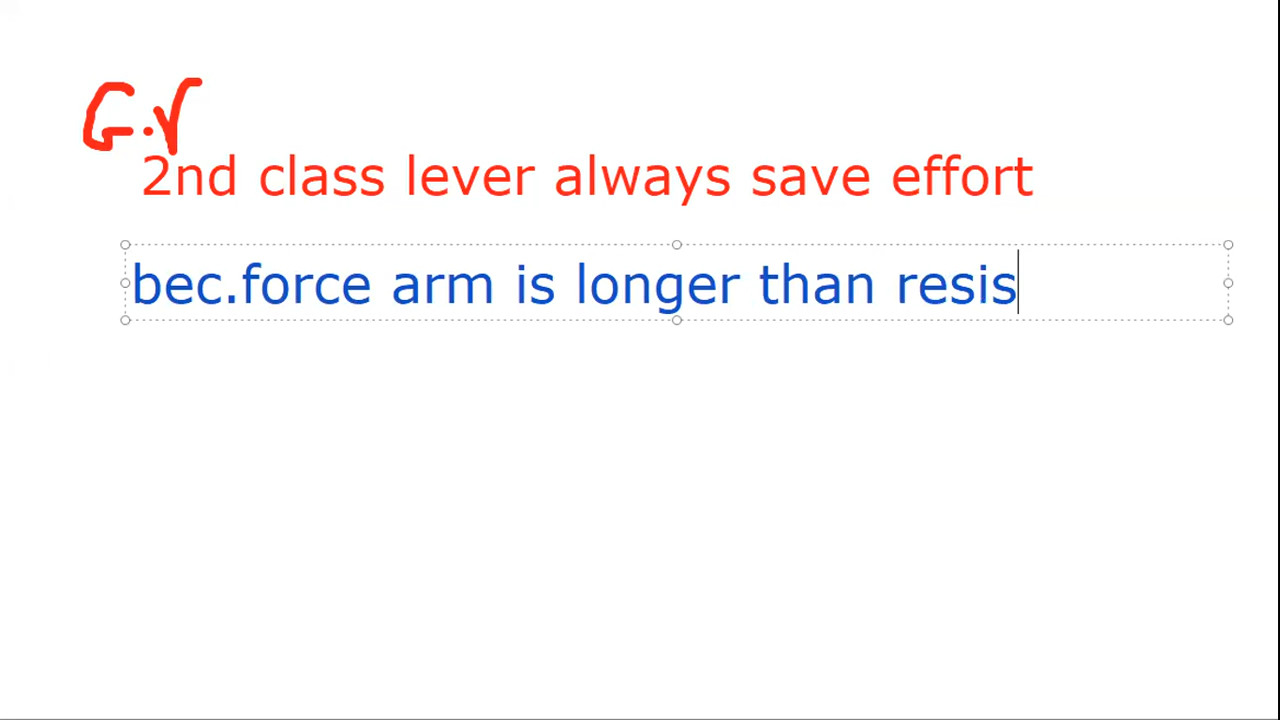 G.√
2nd class lever always save effort
bec.force arm is longer than resis